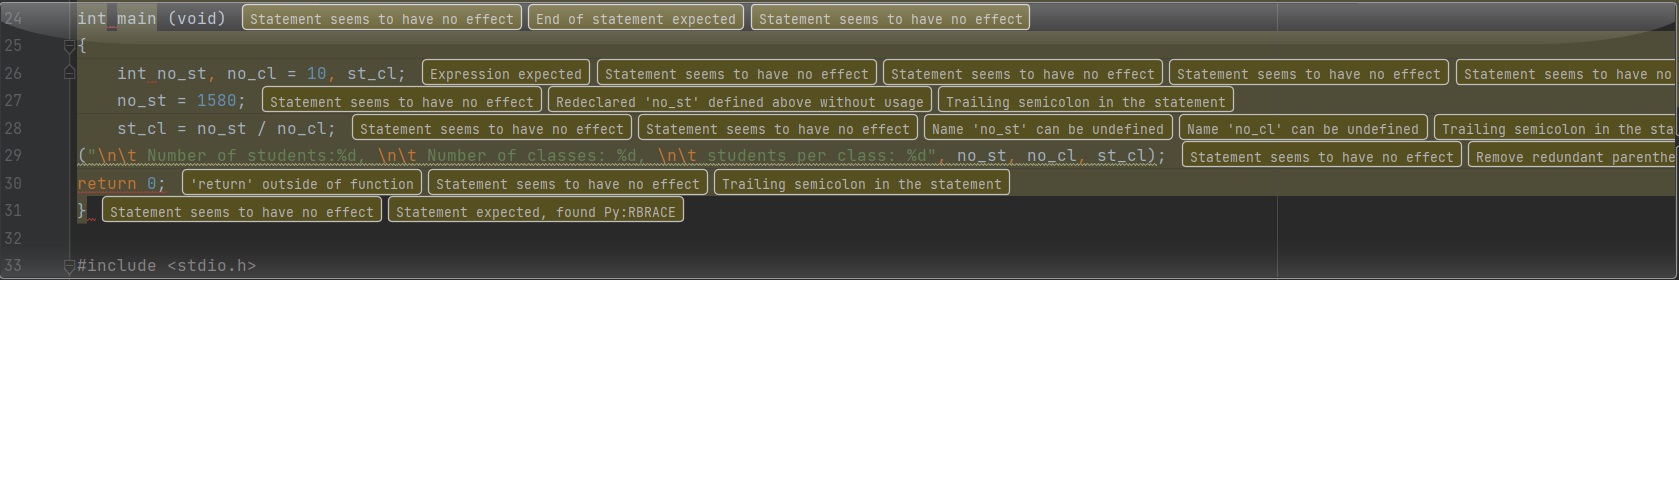 24 int main (void) Statement seems to have no effect End of statement expected Statement seems to have no effect
25 {
26 int no_st, no_cl = 10, st_cl; Expression expected Statement seems to have no effect Statement seems to have no effect Statement seems to have no effect Statement seems to have no
27 no_st = 1580; Statement seems to have no effect Redeclared 'no_st' defined above without usage Trailing semicolon in the statement
28 st_cl = no_st / no_cl; Statement seems to have no effect Statement seems to have no effect Name 'no_st' can be undefined Name 'no_cl' can be undefined Trailing semicolon in the sta
29 ("\n\t Number of students:%d, \n\t Number of classes: %d, \n\t students per class: %d", no_st, no_cl, st_cl); Statement seems to have no effect Remove redundant parenthe
30 return 0; 'return' outside of function Statement seems to have no effect Trailing semicolon in the statement
31 } Statement seems to have no effect Statement expected, found Py:RBRACE
32
33 #include <stdio.h>